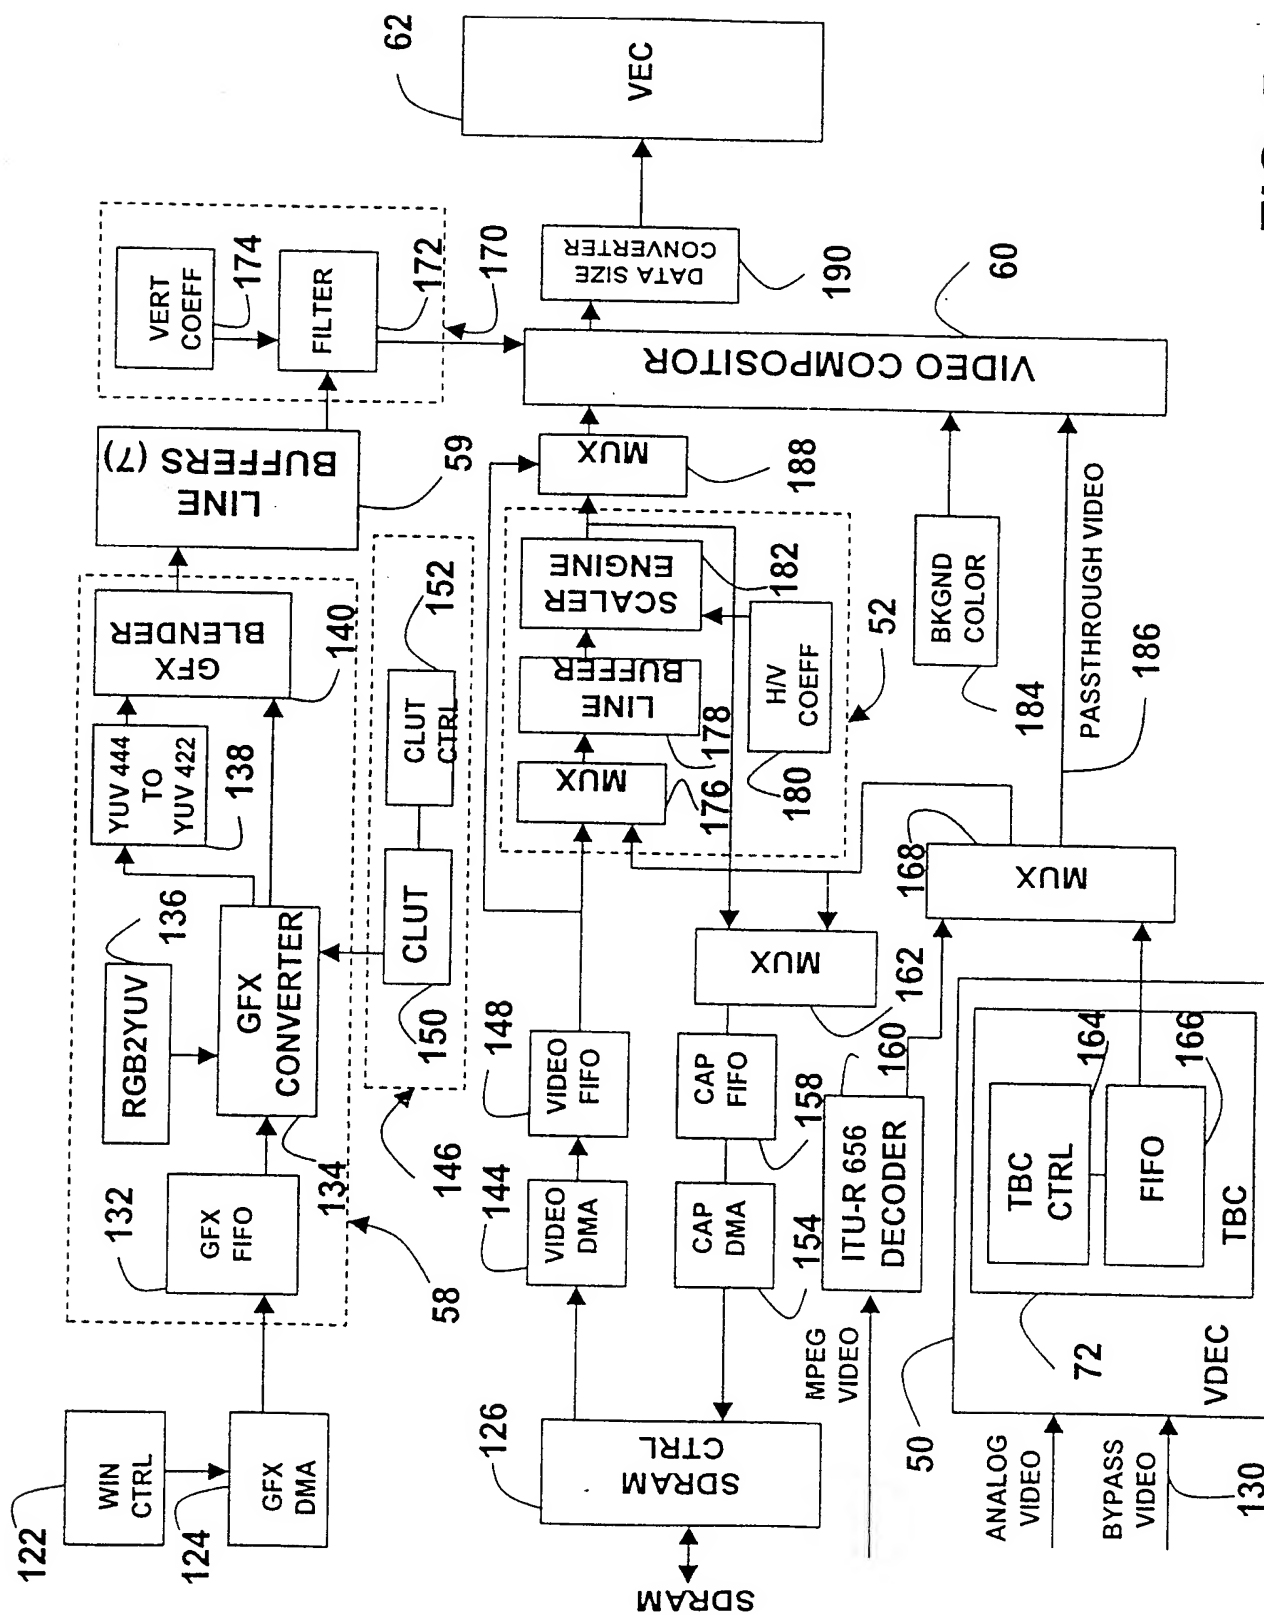 122
WIN
CTRL
124
GFX
DMA
132
GFX
FIFO
RGB2YUV
136
GFX
CONVERTER
134
YUV 444
TO
YUV 422
138
GFX
BLENDER
140
58
LINE
BUFFERS (7)
59
VERT
COEFF
174
FILTER
172
170
CLUT
150
CLUT
CTRL
152
146
SDRAM
SDRAM
CTRL
126
VIDEO
DMA
144
VIDEO
FIFO
148
CAP
DMA
154
CAP
FIFO
158
MUX
162
MUX
176
LINE
BUFFER
178
SCALER
ENGINE
182
H/V
COEFF
180
52
MUX
188
BKGND
COLOR
184
PASSTHROUGH VIDEO
186
VIDEO COMPOSITOR
60
DATA SIZE
CONVERTER
190
VEC
62
MPEG
VIDEO
ITU-R 656
DECODER
160
MUX
168
ANALOG
VIDEO
BYPASS
VIDEO
130
50
VDEC
72
TBC
TBC
CTRL
164
FIFO
166